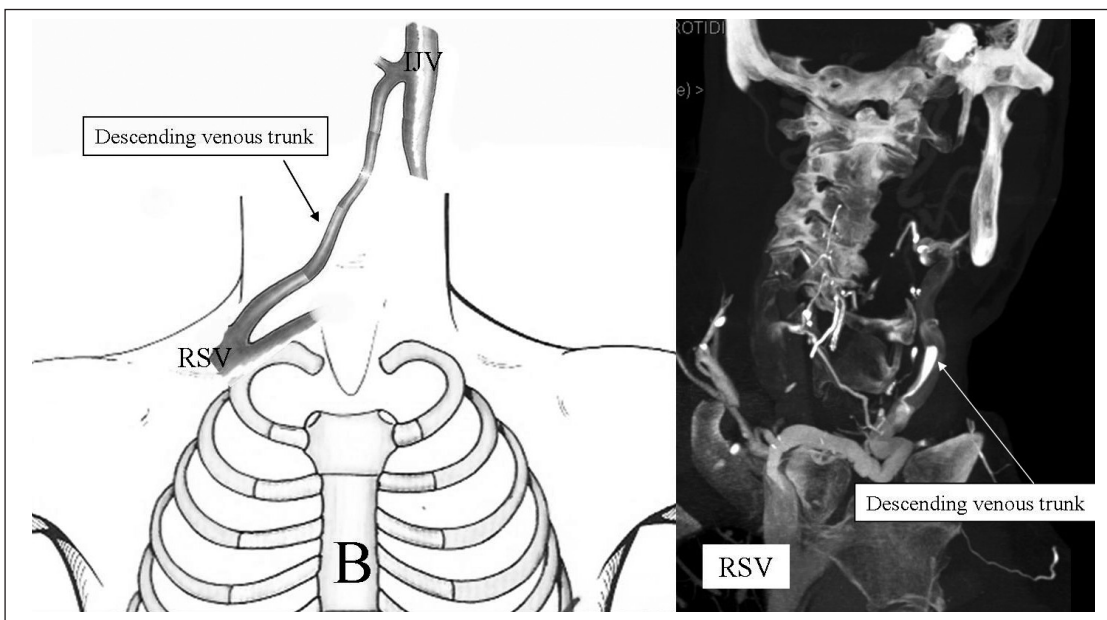 IJV
Descending venous trunk
RSV
B
ROTIDI
e) >
Descending venous trunk
RSV